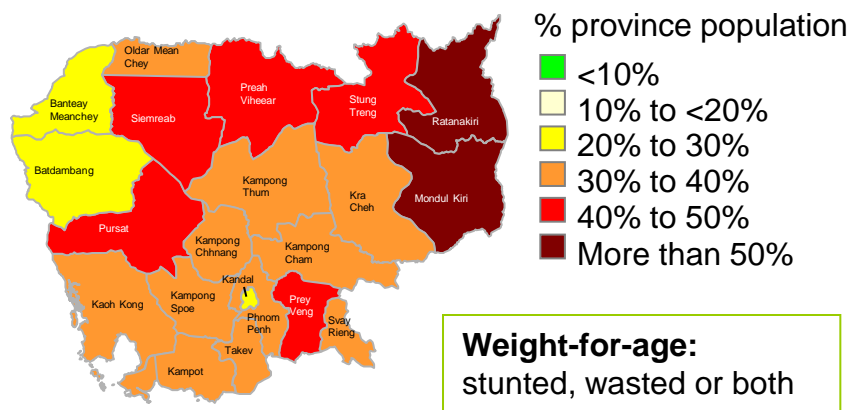 % province population
<10%
10% to <20%
20% to 30%
30% to 40%
40% to 50%
More than 50%
Oldar Mean
Chey
Banteay
Meanchey
Siemreab
Preah
Viheear
Stung
Treng
Ratanakiri
Batdambang
Kampong
Thum
Kra
Cheh
Mondul Kiri
Pursat
Kampong
Chhnang
Kampong
Cham
Kandal
Kaoh Kong
Kampong
Spoe
Prey
Veng
Phnom
Penh
Svay
Rieng
Takev
Kampot
Weight-for-age:
stunted, wasted or both